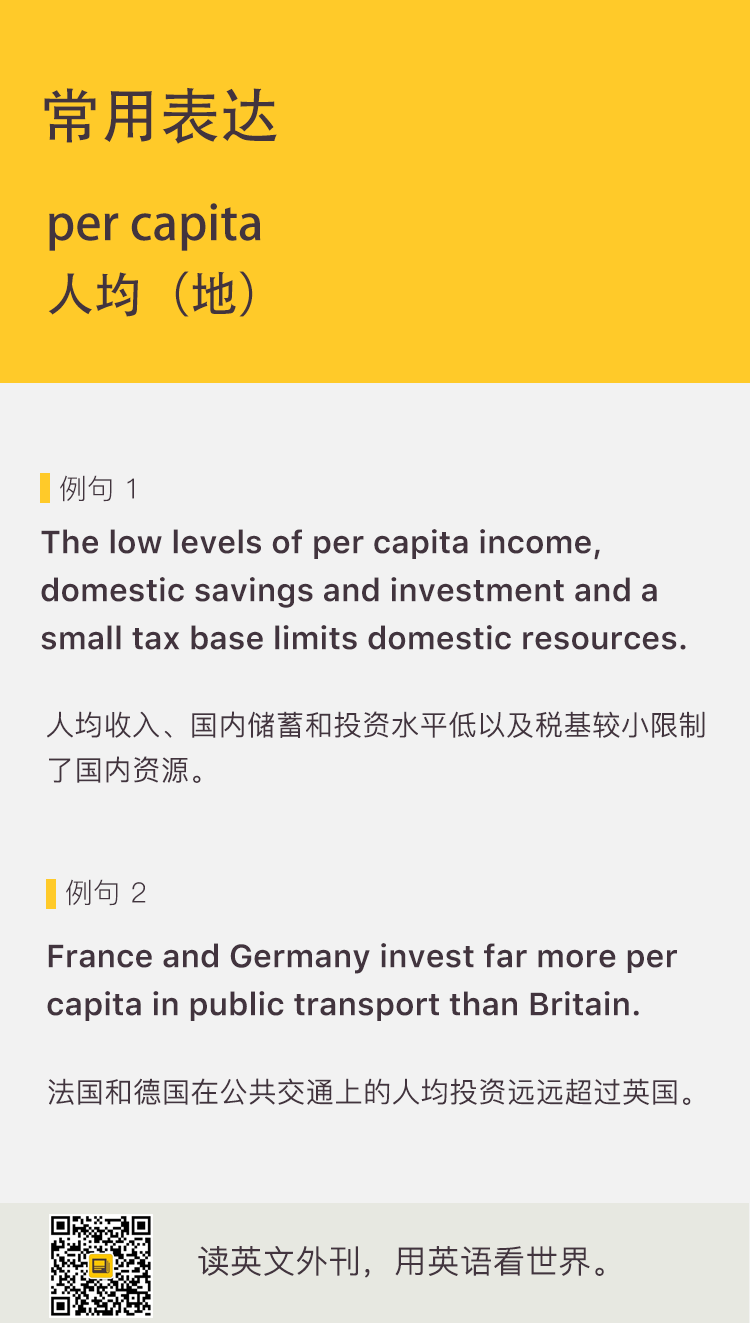 常用表达
per capita
人均（地）
例句 1
The low levels of per capita income,
domestic savings and investment and a
small tax base limits domestic resources.
人均收入、国内储蓄和投资水平低以及税基较小限制
了国内资源。
例句 2
France and Germany invest far more per
capita in public transport than Britain.
法国和德国在公共交通上的人均投资远远超过英国。
读英文外刊，用英语看世界。